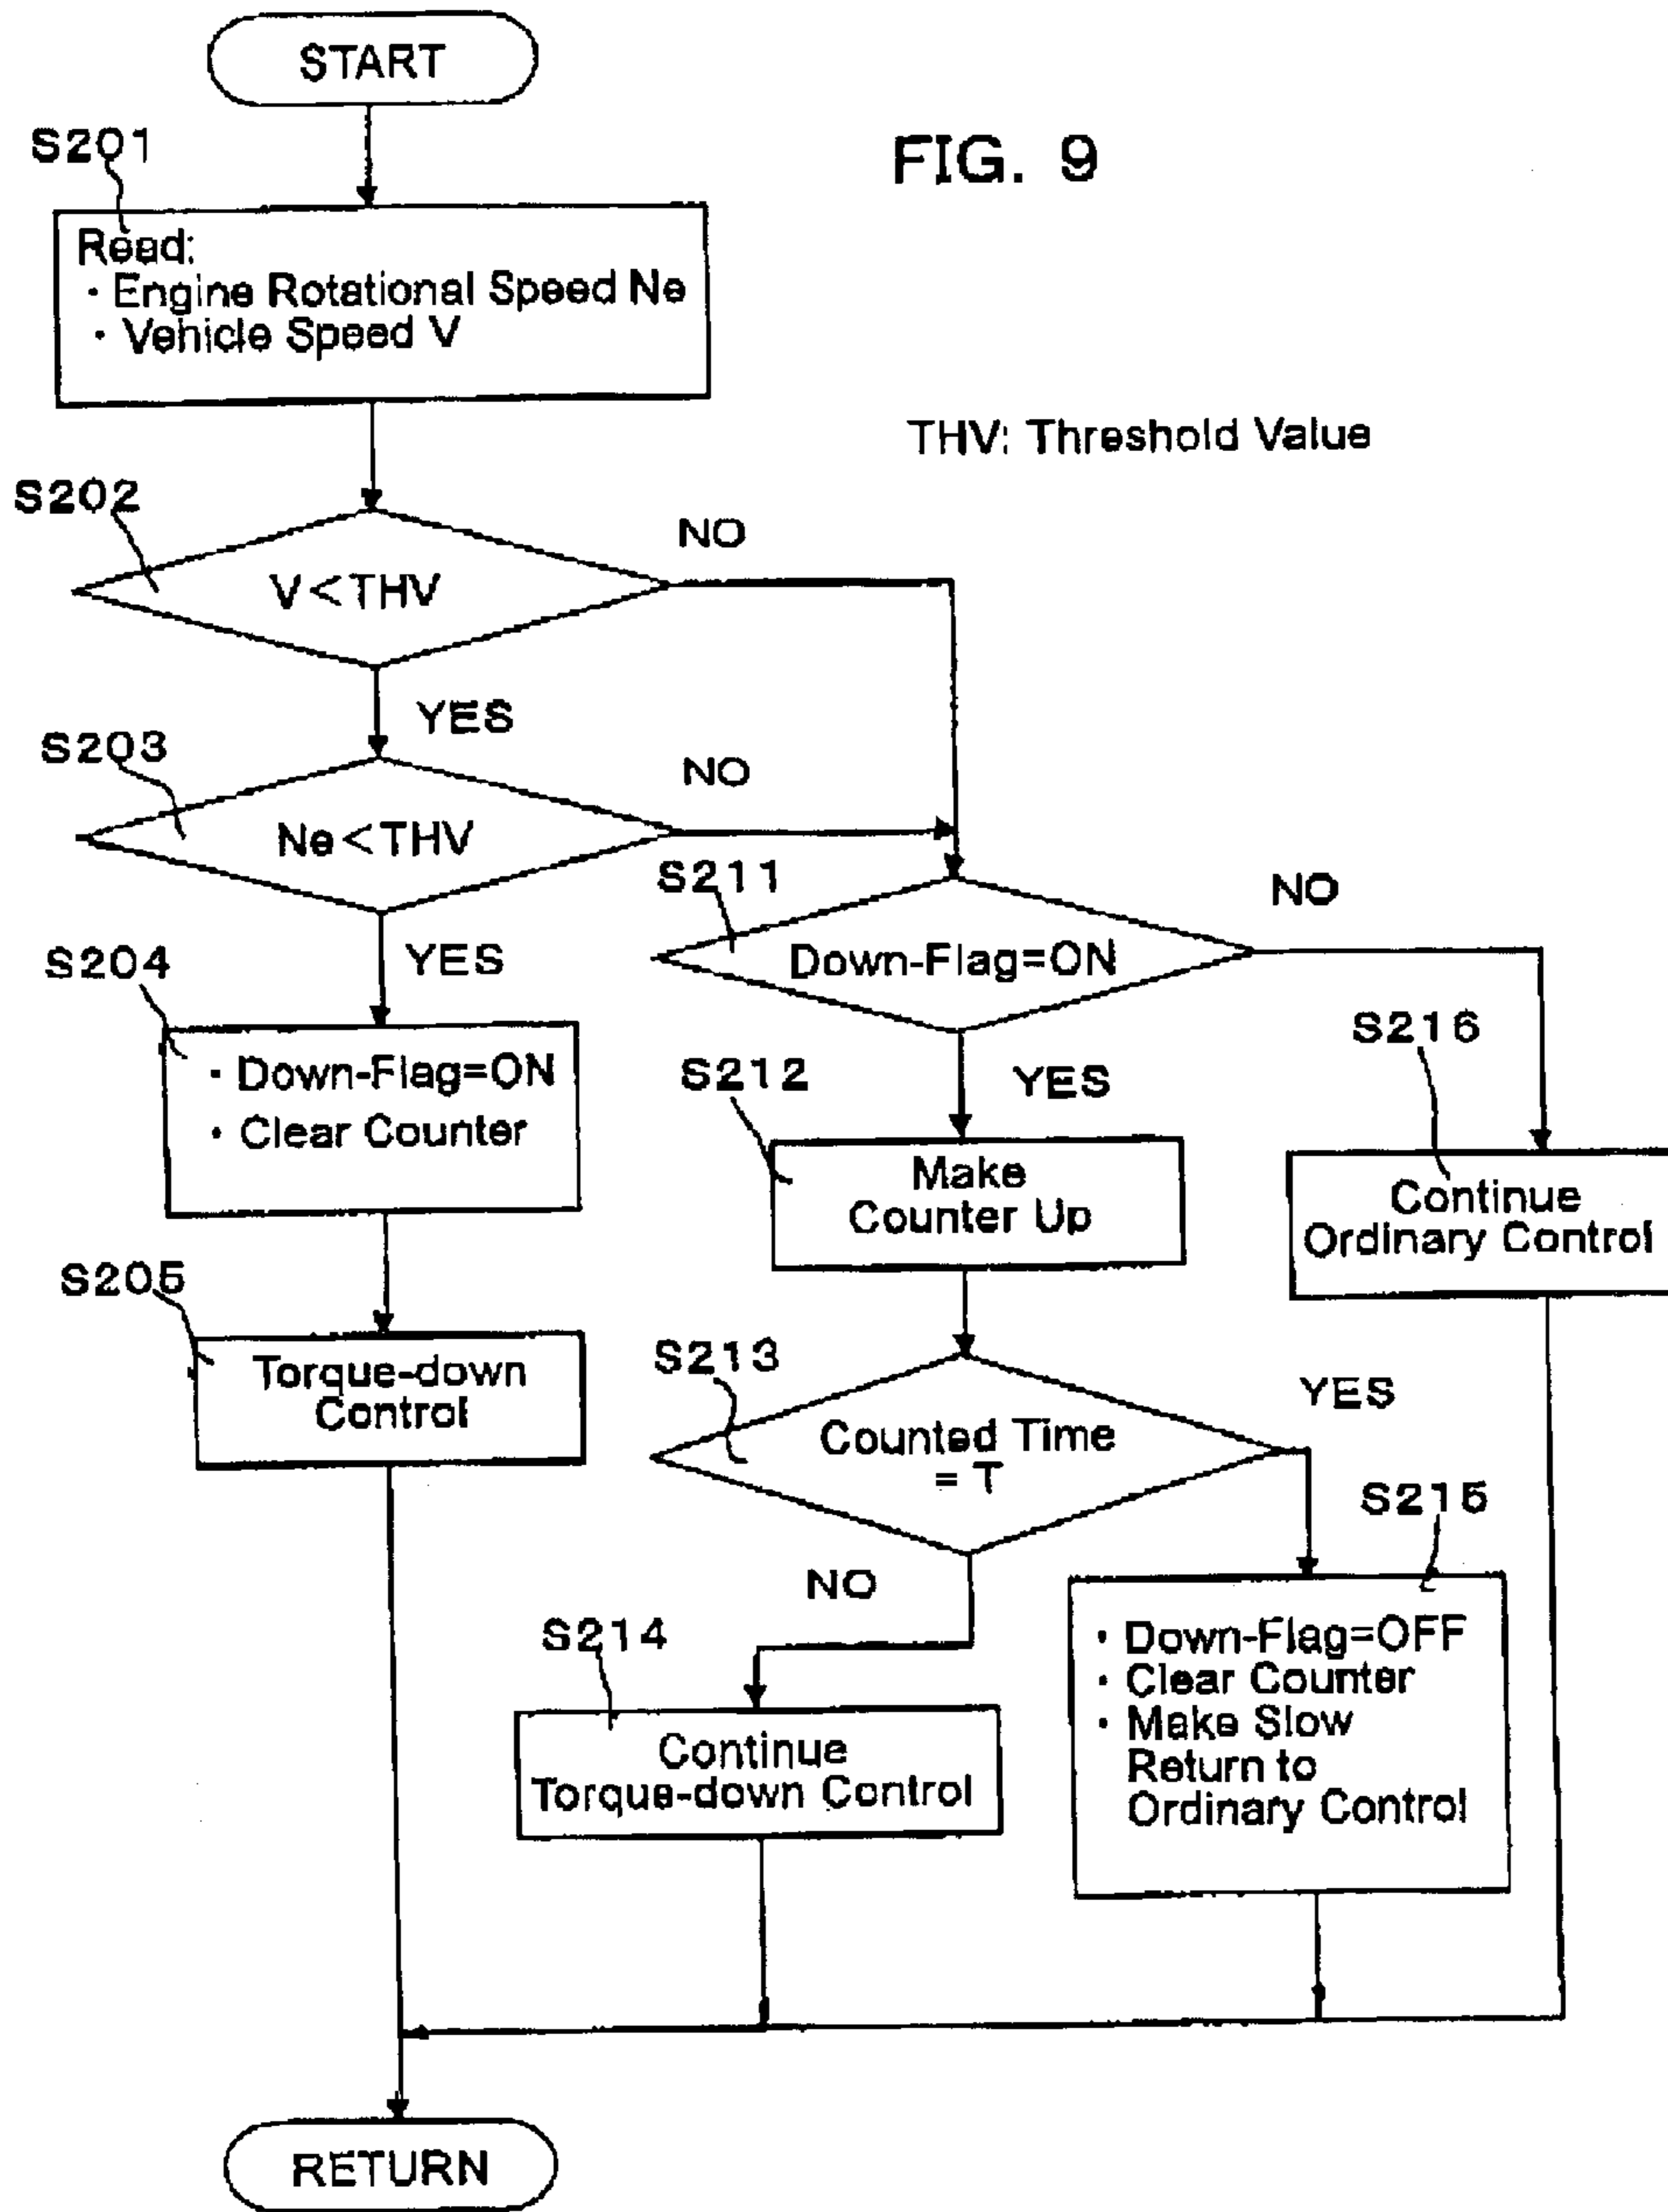 START
FIG. 9
S201
Read:
· Engine Rotational Speed Ne
· Vehicle Speed V
THV: Threshold Value
S202
V<THV
NO
YES
S203
Ne<THV
NO
YES
S211
Down-Flag=ON
NO
YES
S204
· Down-Flag=ON
· Clear Counter
S212
Make
Counter Up
S216
Continue
Ordinary Control
S205
Torque-down
Control
S213
Counted Time
= T
YES
NO
S214
Continue
Torque-down Control
S215
· Down-Flag=OFF
· Clear Counter
· Make Slow
Return to
Ordinary Control
RETURN